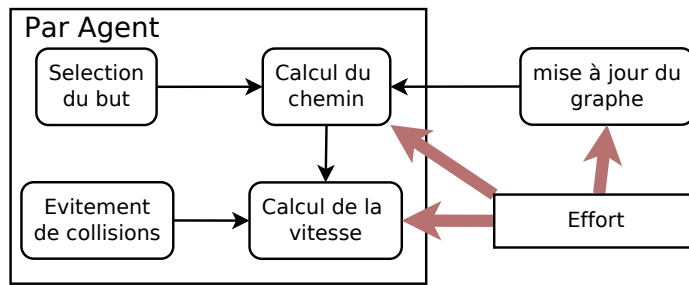 Par Agent
Selection
du but
Calcul du
chemin
mise à jour du
graphe
Evitement
de collisions
Calcul de la
vitesse
Effort